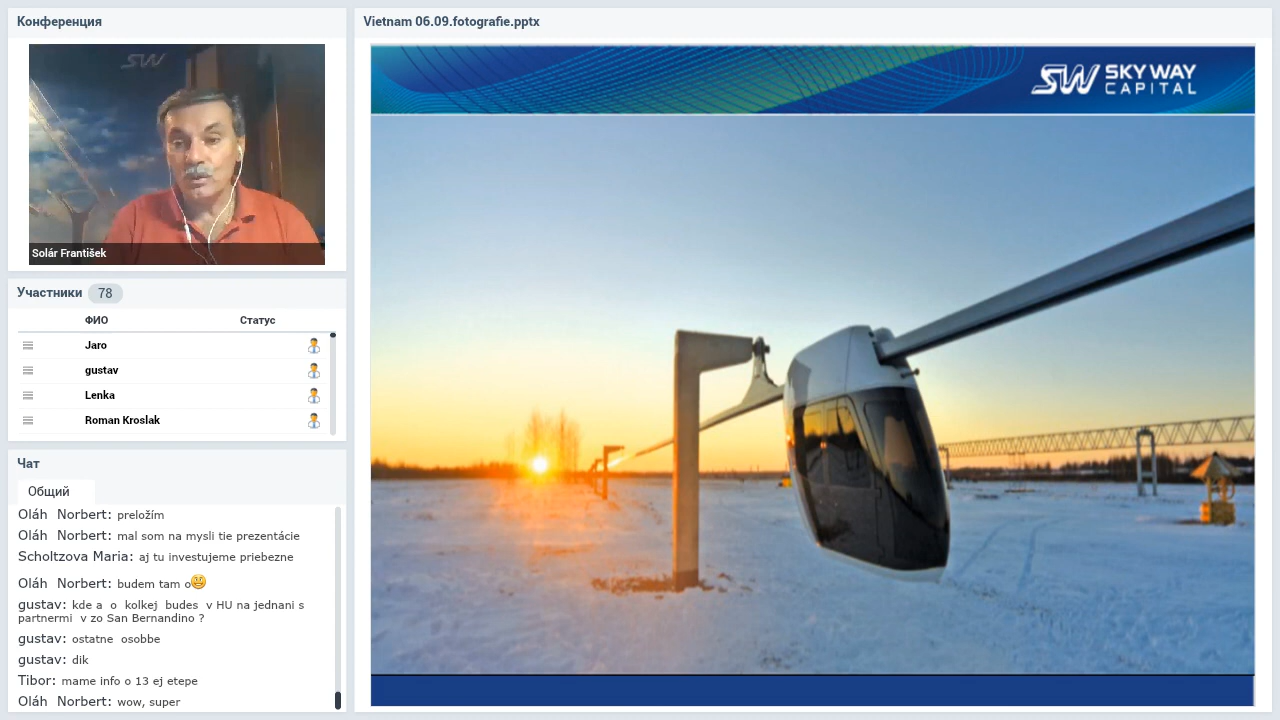 Конференция
SW
Solár František
Участники 78
ФИО Статус
Jaro
gustav
Lenka
Roman Kroslak
Чат
Общий
Oláh Norbert: preložím
Oláh Norbert: mal som na mysli tie prezentácie
Scholtzova Maria: aj tu investujeme priebezne
Oláh Norbert: budem tam o
gustav: kde a o kolkej budes v HU na jednani s
partnermi v zo San Bernandino ?
gustav: ostatne osobbe
gustav: dik
Tibor: mame info o 13 ej etepe
Oláh Norbert: wow, super
Vietnam 06.09.fotografie.pptx
SW SKY WAY
CAPITAL